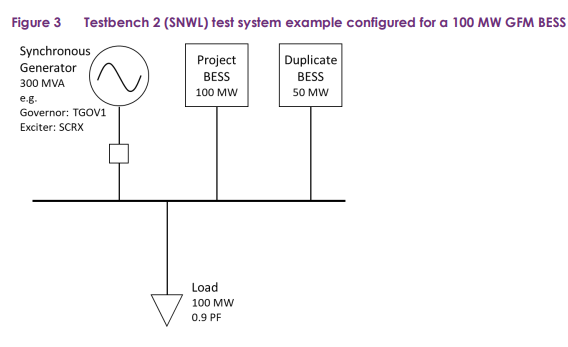 Figure 3 Testbench 2 (SNWL) test system example configured for a 100 MW GFM BESS
Synchronous
Generator
300 MVA
e.g.
Governor: TGOV1
Exciter: SCRX
Project
BESS
100 MW
Duplicate
BESS
50 MW
Load
100 MW
0.9 PF